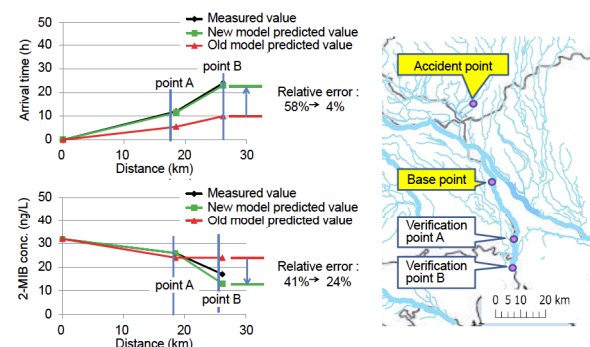 50
40
30
20
10
0
Arrival time (h)
Measured value
New model predicted value
Old model predicted value
point A
point B
Relative error :
58%→ 4%
0
10
20
30
Distance (km)
50
40
30
20
10
0
2-MIB conc. (ng/L)
Measured value
New model predicted value
Old model predicted value
point A
point B
Relative error :
41%→ 24%
0
10
20
30
Distance (km)
Accident point
Base point
Verification
point A
Verification
point B
0 5 10 20 km